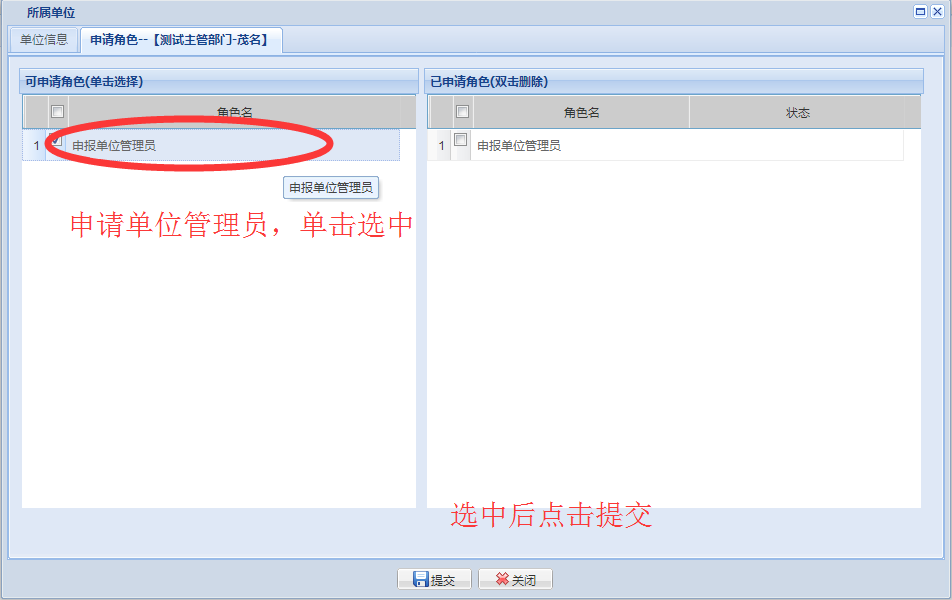 所属单位
单位信息
申请角色--【测试主管部门-茂名】
可申请角色(单击选择)
已申请角色(双击删除)
角色名
角色名
状态
1
申报单位管理员
1
申报单位管理员
申报单位管理员
申请单位管理员，单击选中
选中后点击提交
提交
关闭